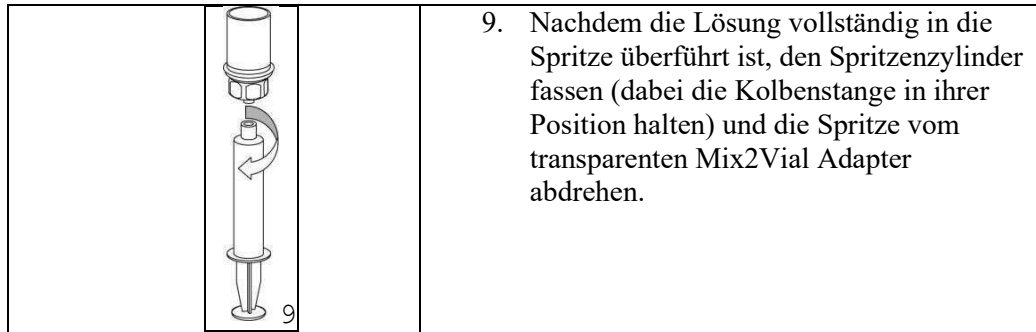 9
9. Nachdem die Lösung vollständig in die
Spritze überführt ist, den Spritzenzylinder
fassen (dabei die Kolbenstange in ihrer
Position halten) und die Spritze vom
transparenten Mix2Vial Adapter
abdrehen.